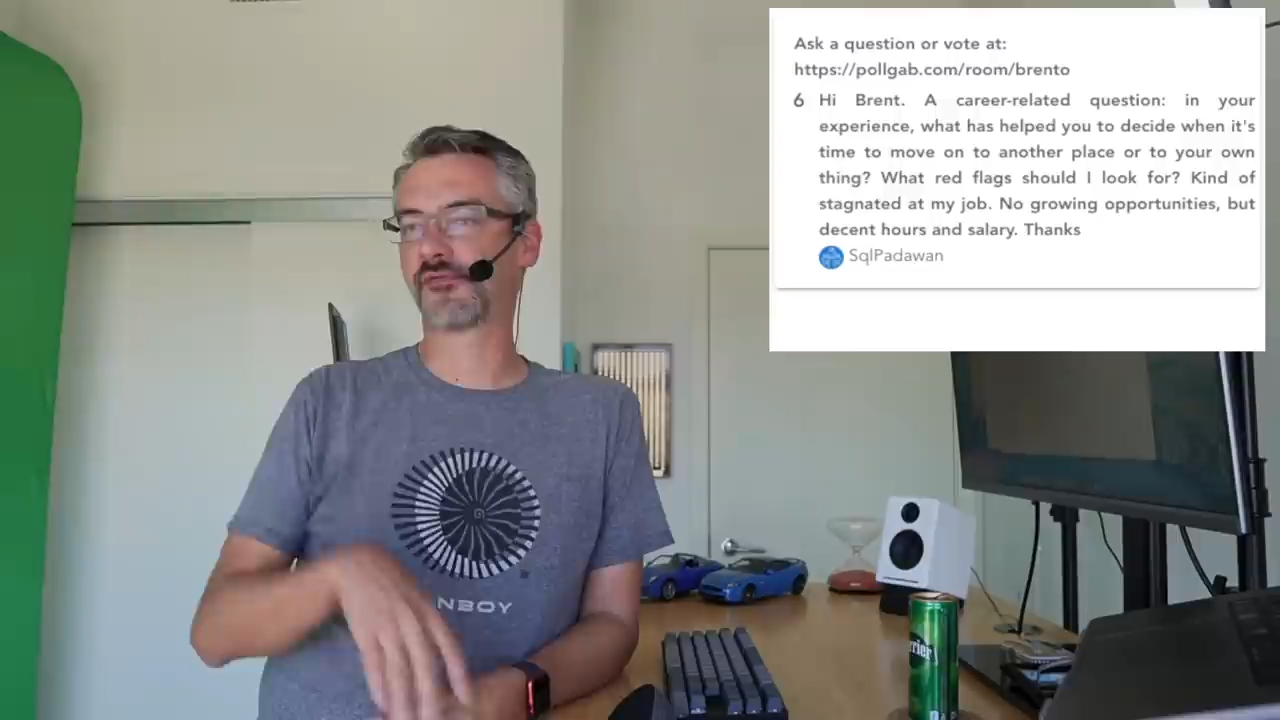 Ask a question or vote at:
https://pollgab.com/room/brento
6 Hi Brent. A career-related question: in your
experience, what has helped you to decide when it's
time to move on to another place or to your own
thing? What red flags should I look for? Kind of
stagnated at my job. No growing opportunities, but
decent hours and salary. Thanks
SqlPadawan
NBOY
rrier